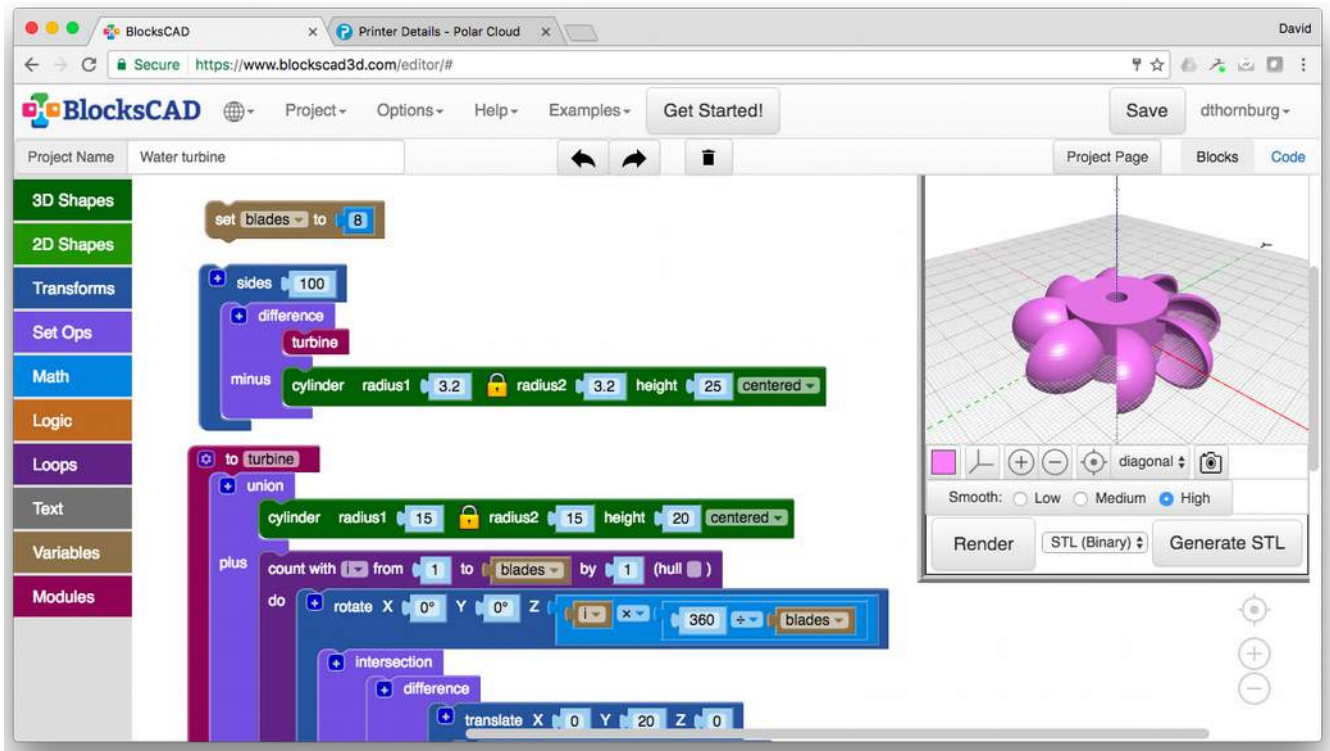 BlocksCAD
Printer Details - Polar Cloud
David
Secure https://www.blockscad3d.com/editor/#
BlocksCAD Project Options Help Examples Get Started! Save dthornburg
Project Name Water turbine Project Page Blocks Code
3D Shapes
2D Shapes
Transforms
Set Ops
Math
Logic
Loops
Text
Variables
Modules
set blades to 8
sides 100
difference
turbine
minus cylinder radius1 3.2 radius2 3.2 height 25 centered
to turbine
union
cylinder radius1 15 radius2 15 height 20 centered
plus count with i from 1 to blades by 1 (hull )
do rotate X 0° Y 0° Z i × 360 ÷ blades
intersection
difference
translate X 0 Y 20 Z 0
diagonal
Smooth: Low Medium High
Render STL (Binary) Generate STL